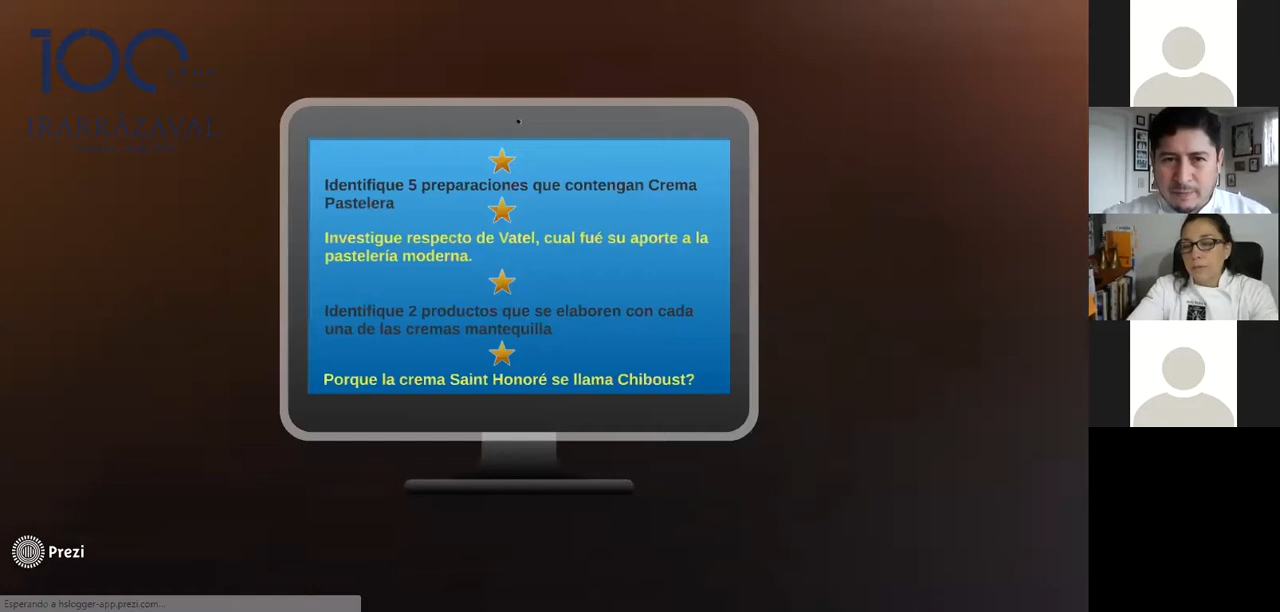 100
IRARRÁZAVAL
Identifique 5 preparaciones que contengan Crema
Pastelera
Investigue respecto de Vatel, cual fué su aporte a la
pastelería moderna.
Identifique 2 productos que se elaboren con cada
una de las cremas mantequilla
Porque la crema Saint Honoré se llama Chiboust?
Prezi
Esperando a hslogger-app.prezi.com...